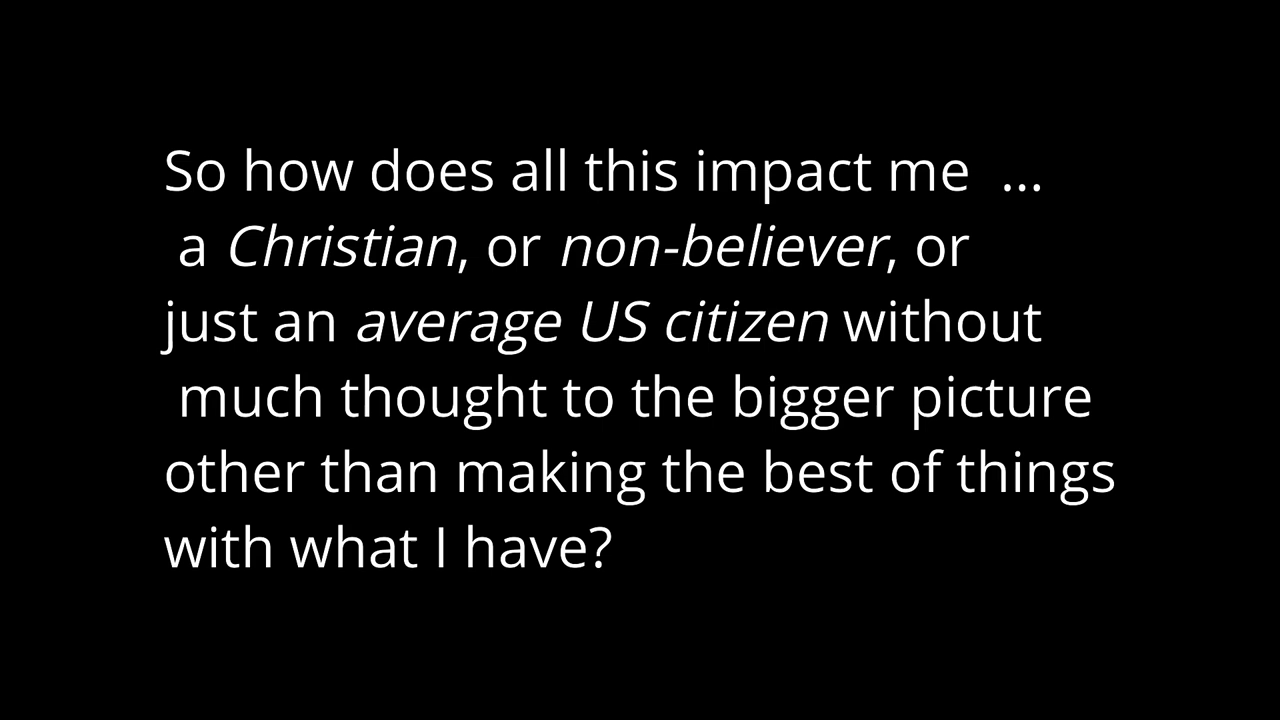 So how does all this impact me  ...
a Christian, or non-believer, or
just an average US citizen without
much thought to the bigger picture
other than making the best of things
with what I have?